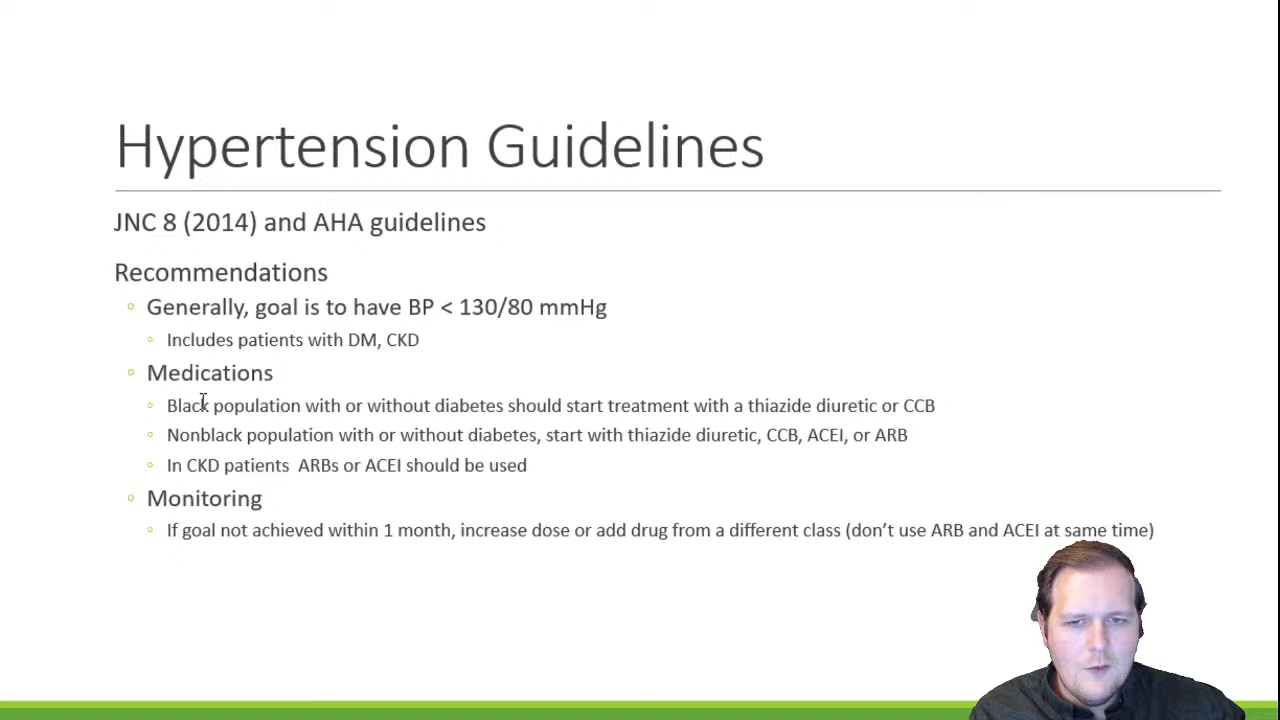 Hypertension Guidelines
JNC 8 (2014) and AHA guidelines
Recommendations
◦ Generally, goal is to have BP < 130/80 mmHg
◦ Includes patients with DM, CKD
◦ Medications
◦ Black population with or without diabetes should start treatment with a thiazide diuretic or CCB
◦ Nonblack population with or without diabetes, start with thiazide diuretic, CCB, ACEI, or ARB
◦ In CKD patients  ARBs or ACEI should be used
◦ Monitoring
◦ If goal not achieved within 1 month, increase dose or add drug from a different class (don’t use ARB and ACEI at same time)